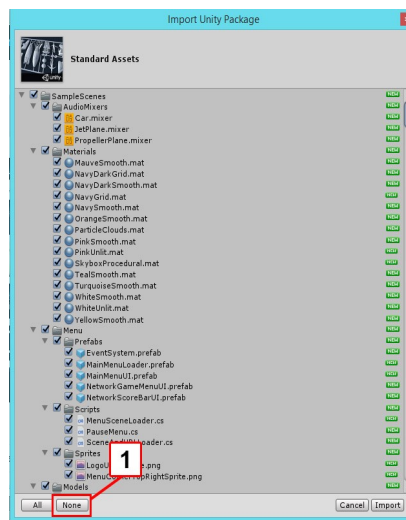 Import Unity Package
Standard Assets
SampleScenes
AudioMixers
Car.mixer
JetPlane.mixer
PropellerPlane.mixer
Materials
MauveSmooth.mat
NavyDarkGrid.mat
NavyDarkSmooth.mat
NavyGrid.mat
NavySmooth.mat
OrangeSmooth.mat
ParticleClouds.mat
PinkSmooth.mat
PinkUnlit.mat
SkyboxProcedural.mat
TealSmooth.mat
TurquoiseSmooth.mat
WhiteSmooth.mat
WhiteUnlit.mat
YellowSmooth.mat
Menu
Prefabs
EventSystem.prefab
MainMenuLoader.prefab
MainMenuUI.prefab
NetworkGameMenuUI.prefab
NetworkScoreBarUI.prefab
Scripts
MenuSceneLoader.cs
PauseMenu.cs
Sprites
1
Models
All None Cancel Import